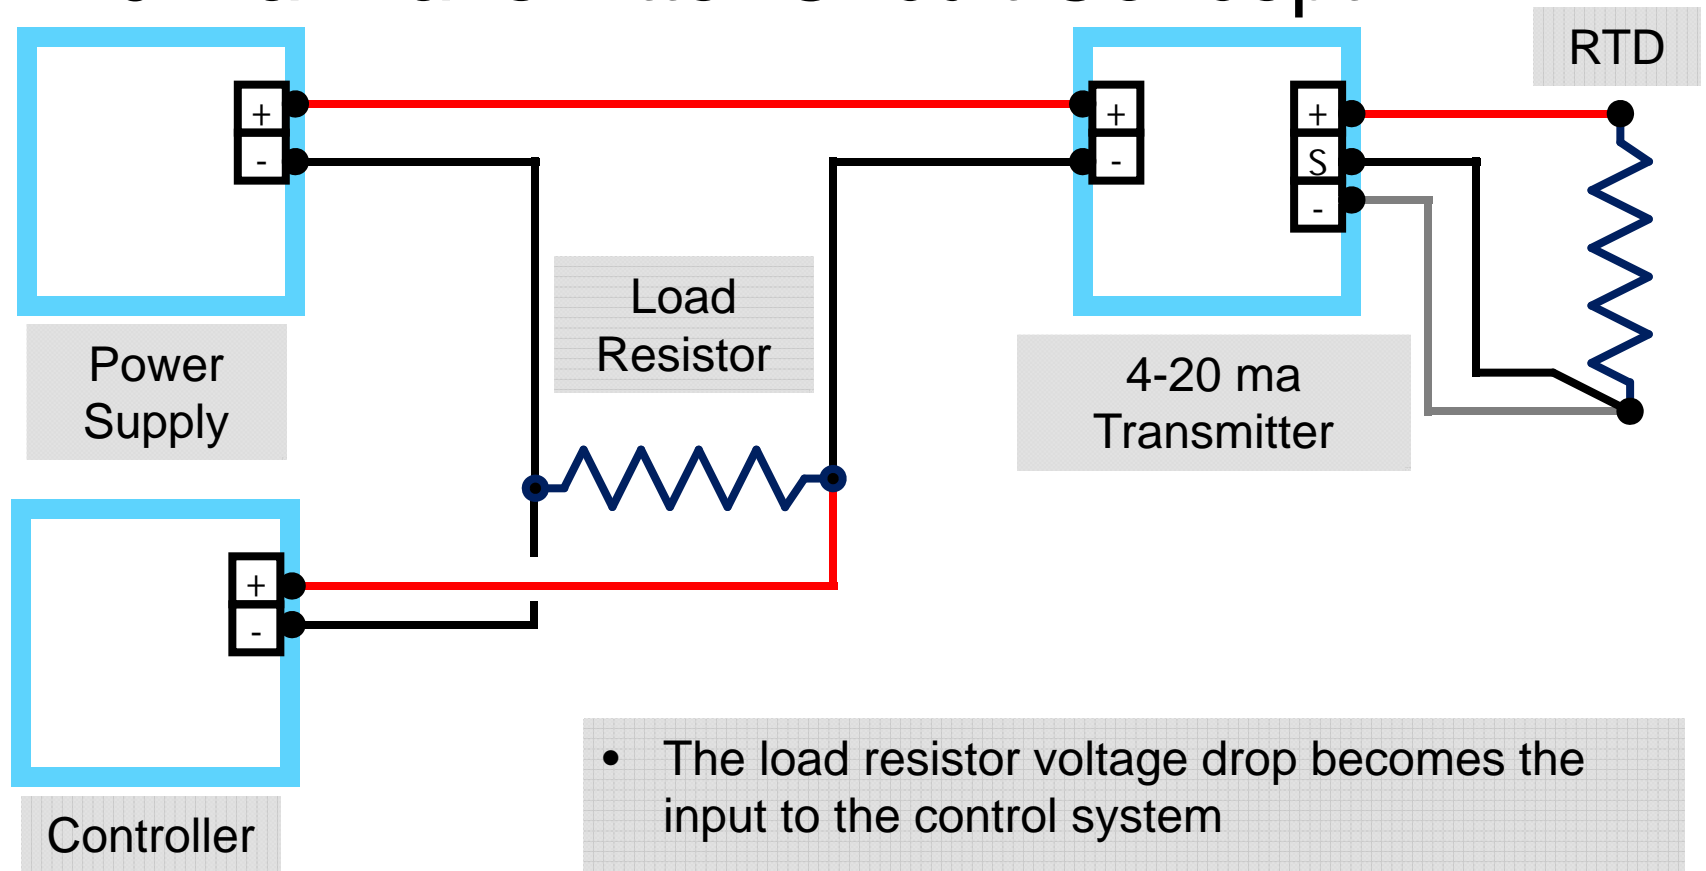 RTD
+
-
+
-
+
S
-
Load
Resistor
Power
Supply
4-20 ma
Transmitter
+
-
Controller
• The load resistor voltage drop becomes the
input to the control system